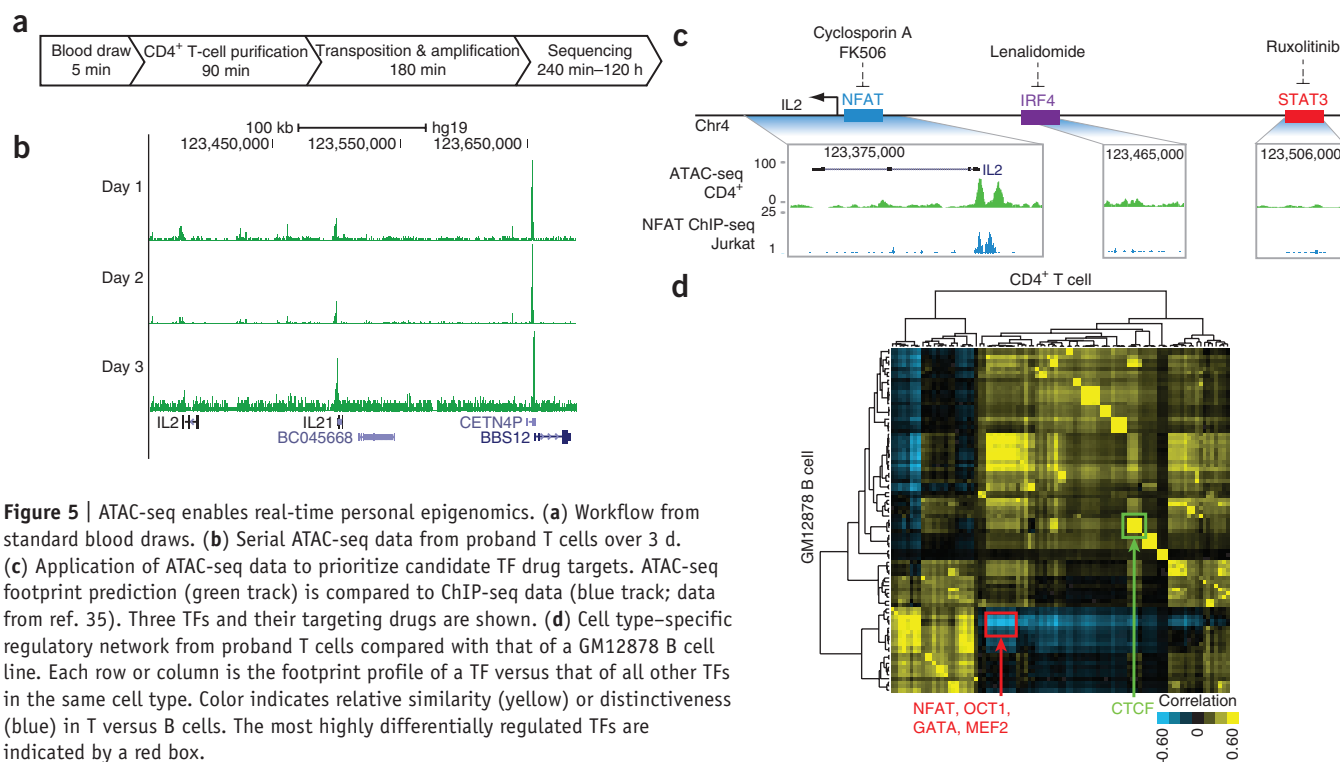 a
Blood draw
5 min
CD4+ T-cell purification
90 min
Transposition & amplification
180 min
Sequencing
240 min–120 h
b
100 kb
hg19
123,450,000
123,550,000
123,650,000
Day 1
Day 2
Day 3
IL2
IL21
BC045668
CETN4P
BBS12
c
Cyclosporin A
FK506
Lenalidomide
Ruxolitinib
IL2
NFAT
IRF4
STAT3
Chr4
123,375,000
123,465,000
123,506,000
100
ATAC-seq
CD4+
0
IL2
25
NFAT ChIP-seq
Jurkat
1
d
CD4+ T cell
GM12878 B cell
NFAT, OCT1,
GATA, MEF2
CTCF
Correlation
-0.60
0
0.60
Figure 5 | ATAC-seq enables real-time personal epigenomics. (a) Workflow from
standard blood draws. (b) Serial ATAC-seq data from proband T cells over 3 d.
(c) Application of ATAC-seq data to prioritize candidate TF drug targets. ATAC-seq
footprint prediction (green track) is compared to ChIP-seq data (blue track; data
from ref. 35). Three TFs and their targeting drugs are shown. (d) Cell type–specific
regulatory network from proband T cells compared with that of a GM12878 B cell
line. Each row or column is the footprint profile of a TF versus that of all other TFs
in the same cell type. Color indicates relative similarity (yellow) or distinctiveness
(blue) in T versus B cells. The most highly differentially regulated TFs are
indicated by a red box.